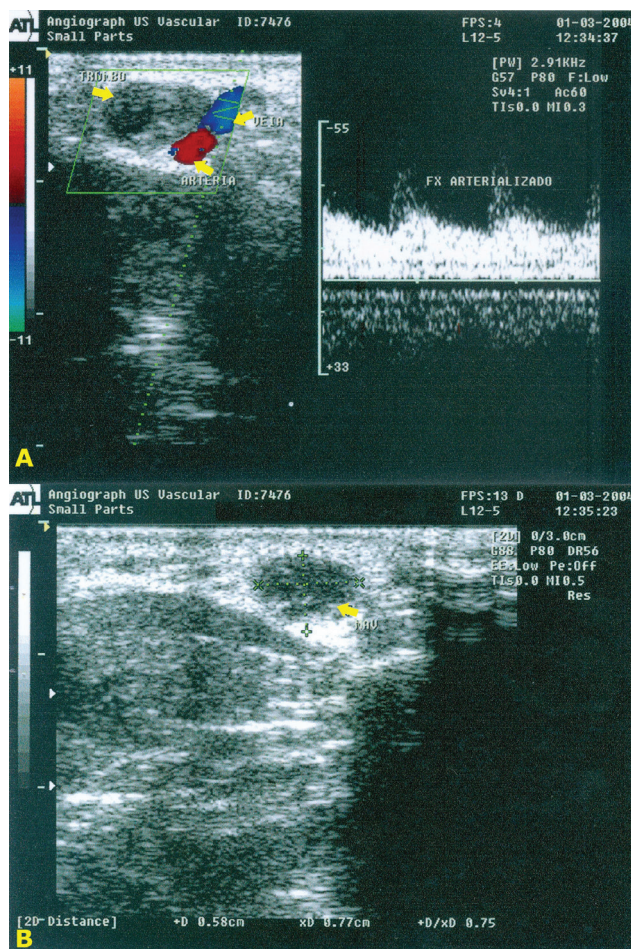 ATL Angiograph US Vascular ID:7476 FPS:4 01-03-2004
Small Parts L12-5 12:34:37
[PW] 2.91KHz
G57 P80 F:Low
Sv4:1 Ac60
TIs0.0 MI0.3
+11
TROMBO
VEIA
ARTERIA
-55
FX ARTERIALIZADO
-11
+33
A
ATL Angiograph US Vascular ID:7476 FPS:13 D 01-03-2004
Small Parts L12-5 12:35:23
[2D] 0/3.0cm
G88 P80 DR56
EE:Low Pe:Off
TIs0.0 MI0.5
Res
MAV
[2D Distance] +D 0.58cm xD 0.77cm +D/xD 0.75
B